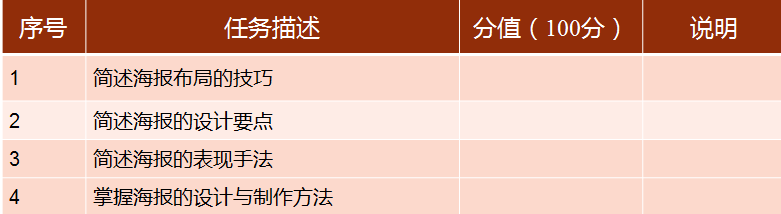 序号 任务描述 分值（100分） 说明
1 简述海报布局的技巧
2 简述海报的设计要点
3 简述海报的表现手法
4 掌握海报的设计与制作方法